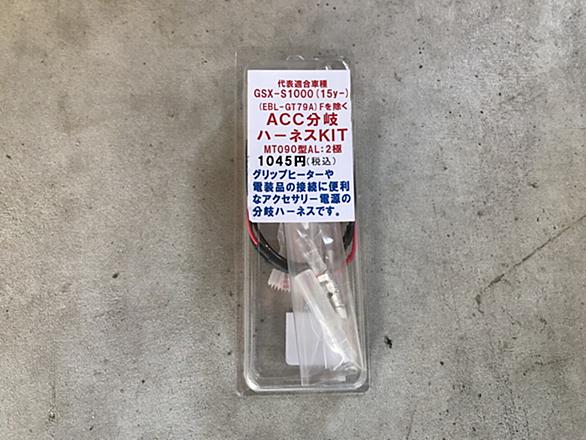 代表適合車種
GSX-S1000(15y-)
(EBL-GT79A)Fを除く
ACC分岐
ハーネスKIT
MT090型AL:2極
1045円(税込)
グリップヒーターや
電装品の接続に便利
なアクセサリー電源の
分岐ハーネスです。